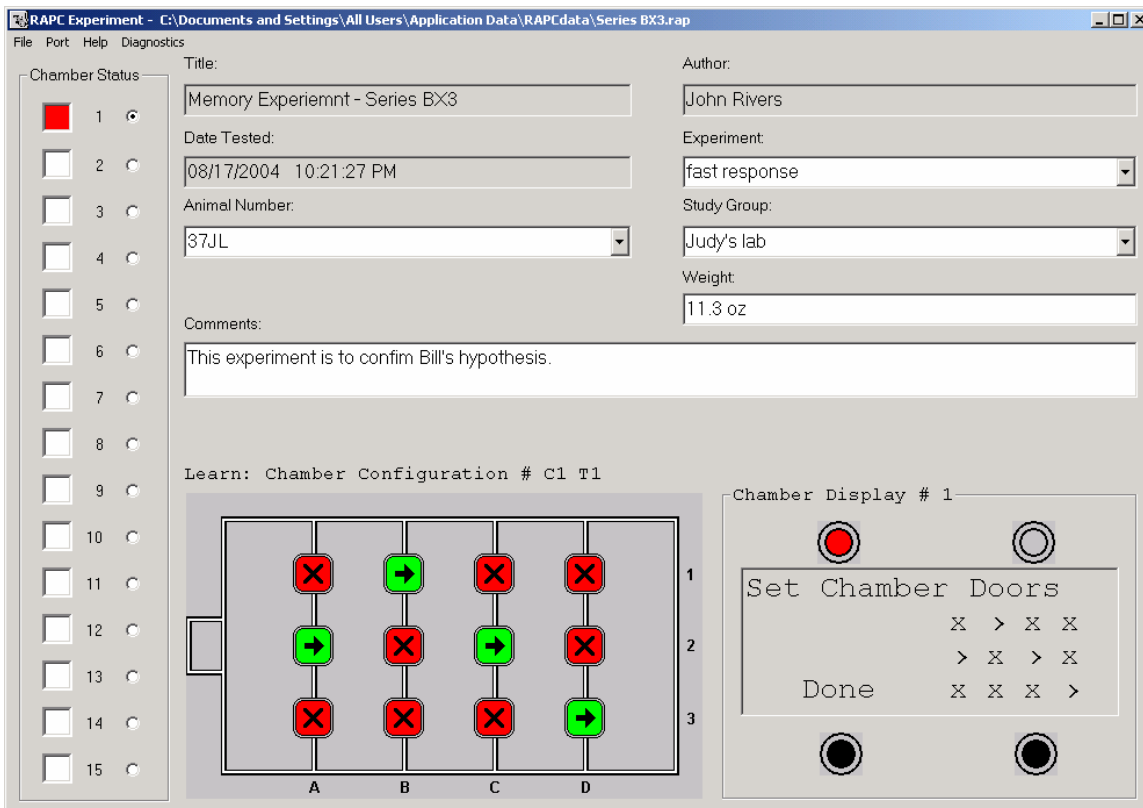 RAPC Experiment - C:\Documents and Settings\All Users\Application Data\RAPCdata\Series BX3.rap
File Port Help Diagnostics
Chamber Status
1
2
3
4
5
6
7
8
9
10
11
12
13
14
15
Title:
Memory Experiemnt - Series BX3
Author:
John Rivers
Date Tested:
08/17/2004 10:21:27 PM
Experiment:
fast response
Animal Number:
37JL
Study Group:
Judy's lab
Weight:
11.3 oz
Comments:
This experiment is to confim Bill's hypothesis.
Learn: Chamber Configuration # C1 T1
1
2
3
A B C D
Chamber Display # 1
Set Chamber Doors
x > x x
> x > x
Done x x x >